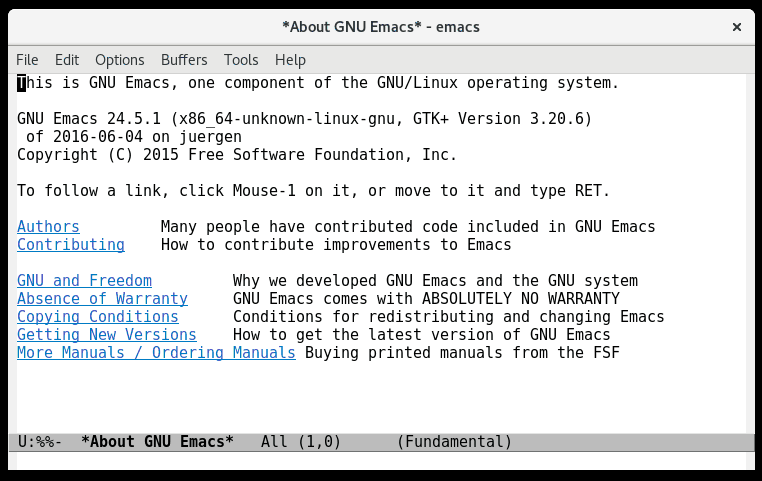 *About GNU Emacs* - emacs
File Edit Options Buffers Tools Help
This is GNU Emacs, one component of the GNU/Linux operating system.
GNU Emacs 24.5.1 (x86_64-unknown-linux-gnu, GTK+ Version 3.20.6)
of 2016-06-04 on juergen
Copyright (C) 2015 Free Software Foundation, Inc.
To follow a link, click Mouse-1 on it, or move to it and type RET.
Authors Many people have contributed code included in GNU Emacs
Contributing How to contribute improvements to Emacs
GNU and Freedom Why we developed GNU Emacs and the GNU system
Absence of Warranty GNU Emacs comes with ABSOLUTELY NO WARRANTY
Copying Conditions Conditions for redistributing and changing Emacs
Getting New Versions How to get the latest version of GNU Emacs
More Manuals / Ordering Manuals Buying printed manuals from the FSF
U:%%- *About GNU Emacs* All (1,0) (Fundamental)